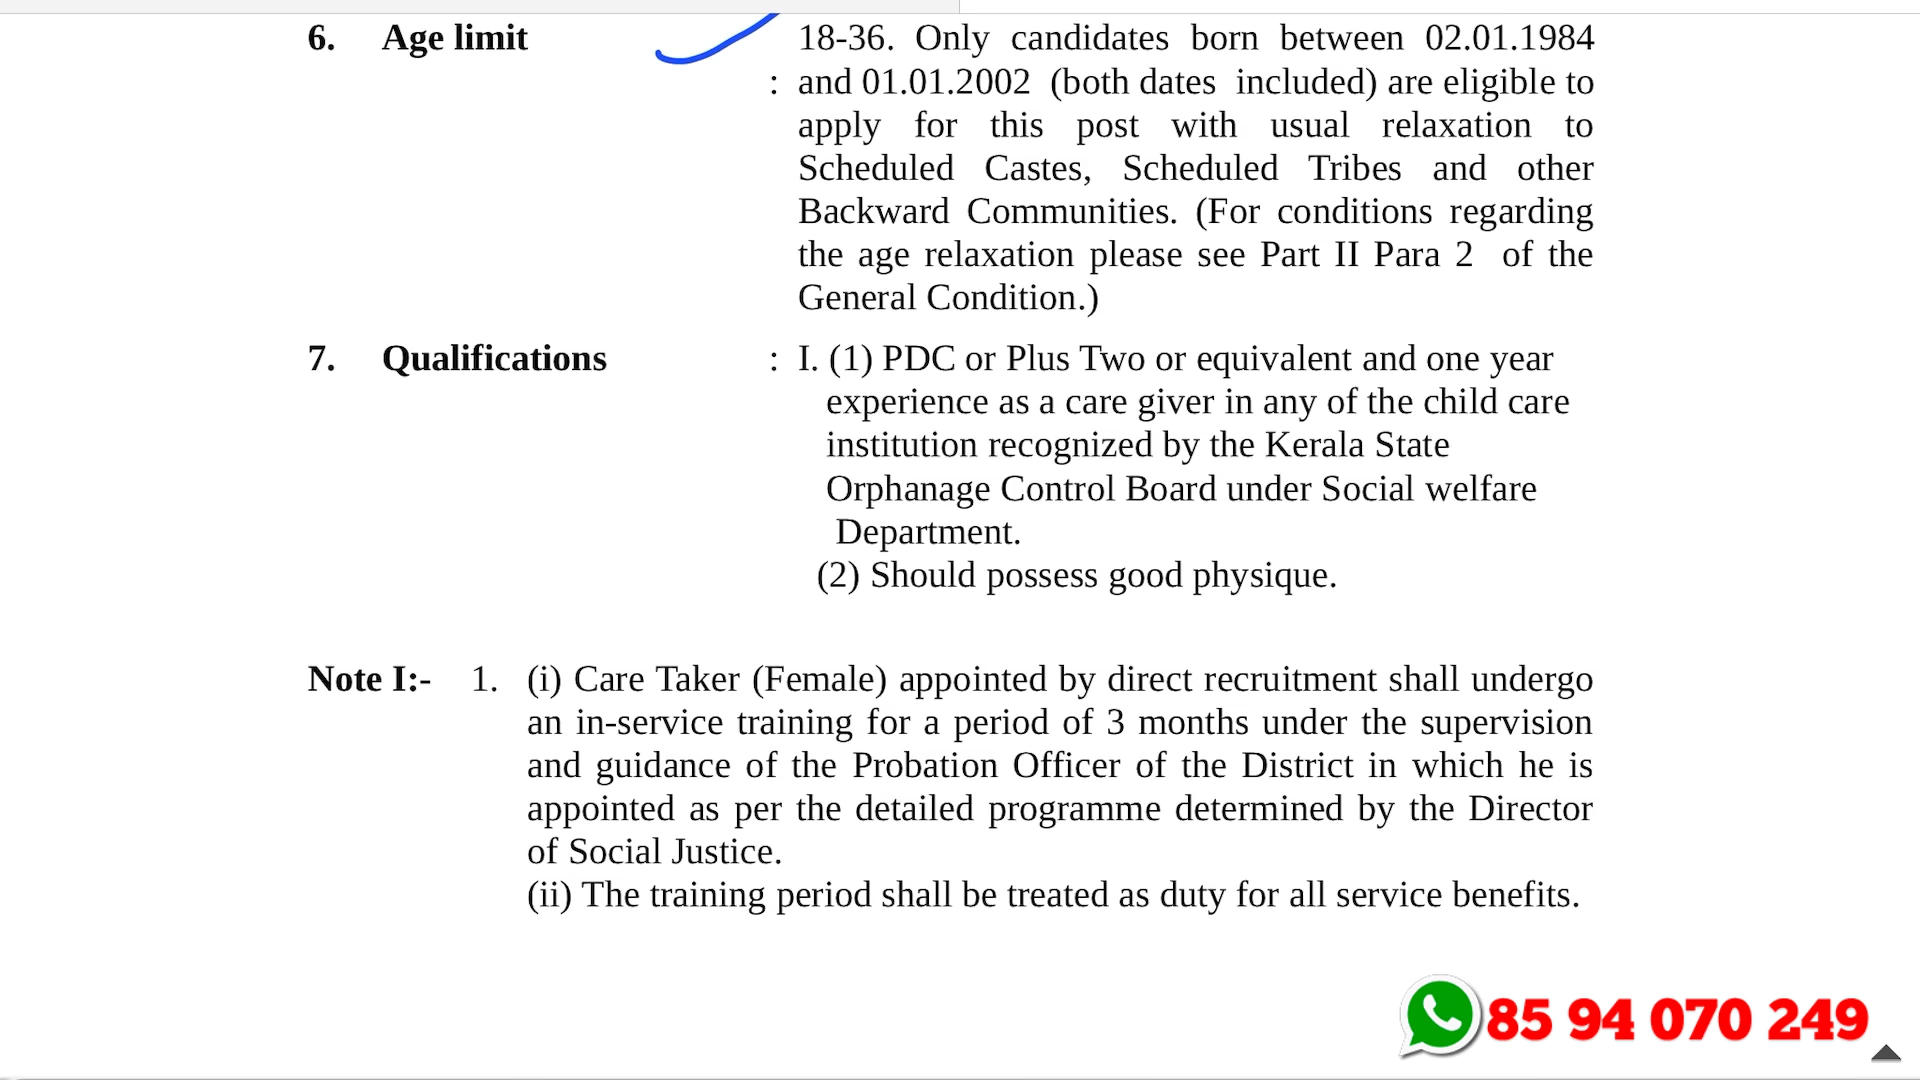 6. Age limit 18-36. Only candidates born between 02.01.1984
: and 01.01.2002 (both dates included) are eligible to
apply for this post with usual relaxation to
Scheduled Castes, Scheduled Tribes and other
Backward Communities. (For conditions regarding
the age relaxation please see Part II Para 2 of the
General Condition.)
7. Qualifications : I. (1) PDC or Plus Two or equivalent and one year
experience as a care giver in any of the child care
institution recognized by the Kerala State
Orphanage Control Board under Social welfare
Department.
(2) Should possess good physique.
Note I:- 1. (i) Care Taker (Female) appointed by direct recruitment shall undergo
an in-service training for a period of 3 months under the supervision
and guidance of the Probation Officer of the District in which he is
appointed as per the detailed programme determined by the Director
of Social Justice.
(ii) The training period shall be treated as duty for all service benefits.
85 94 070 249